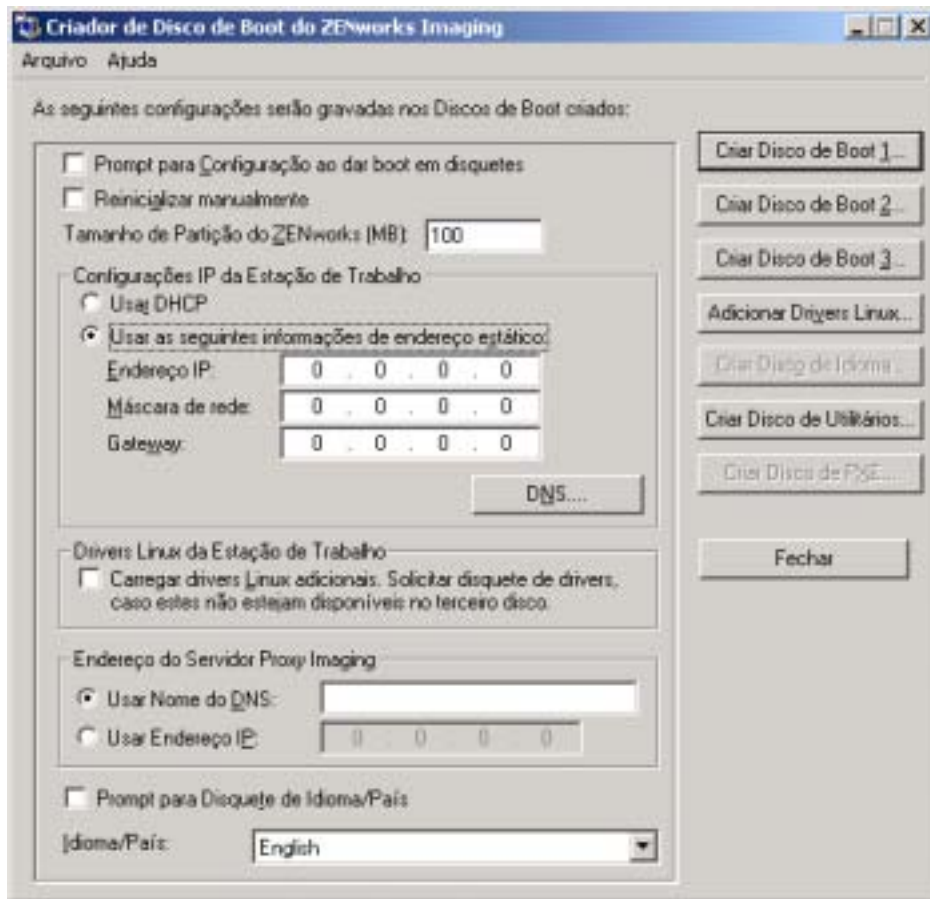 Criador de Disco de Boot do ZENworks Imaging
Arquivo Ajuda
As seguintes configurações serão gravadas nos Discos de Boot criados:
Prompt para Configuração ao dar boot em disquetes
Reinicializar manualmente
Tamanho de Partição do ZENworks (MB): 100
Configurações IP da Estação de Trabalho
Usar DHCP
Usar as seguintes informações de endereço estático:
Endereço IP: 0 . 0 . 0 . 0
Máscara de rede: 0 . 0 . 0 . 0
Gateway: 0 . 0 . 0 . 0
DNS....
Drivers Linux da Estação de Trabalho
Carregar drivers Linux adicionais. Solicitar disquete de drivers,
caso estes não estejam disponíveis no terceiro disco.
Endereço do Servidor Proxy Imaging
Usar Nome do DNS:
Usar Endereço IP: 0 . 0 . 0 . 0
Prompt para Disquete de Idioma/País
Idioma/País: English
Criar Disco de Boot 1...
Criar Disco de Boot 2...
Criar Disco de Boot 3...
Adicionar Drivers Linux...
Criar Disco de Idioma...
Criar Disco de Utilitários...
Criar Disco de PXE....
Fechar